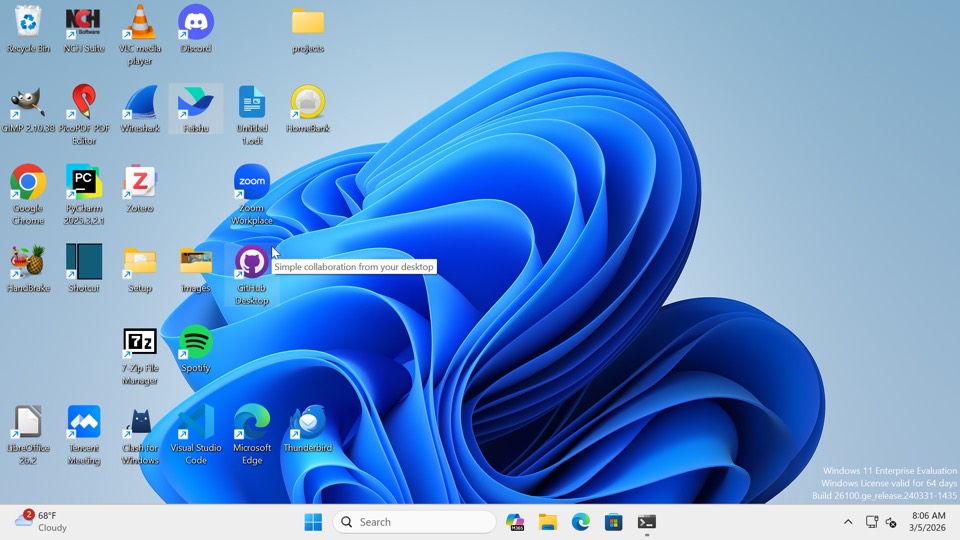 Recycle Bin
NCH Suite
VLC media
player
Discord
projects
GIMP 2.10.38
PicoPDF PDF
Editor
Wireshark
Feishu
Untitled
1.odt
HomeBank
Google
Chrome
PyCharm
2025.3.2.1
Zotero
zoom
Zoom
Workplace
HandBrake
Shotcut
Setup
Images
GitHub
Desktop
Simple collaboration from your desktop
7-Zip File
Manager
Spotify
LibreOffice
26.2
Tencent
Meeting
Clash for
Windows
Visual Studio
Code
Microsoft
Edge
Thunderbird
Windows 11 Enterprise Evaluation
Windows License valid for 64 days
Build 26100.ge_release.240331-1435
2
68°F
Cloudy
Search
M365
8:06 AM
3/5/2026